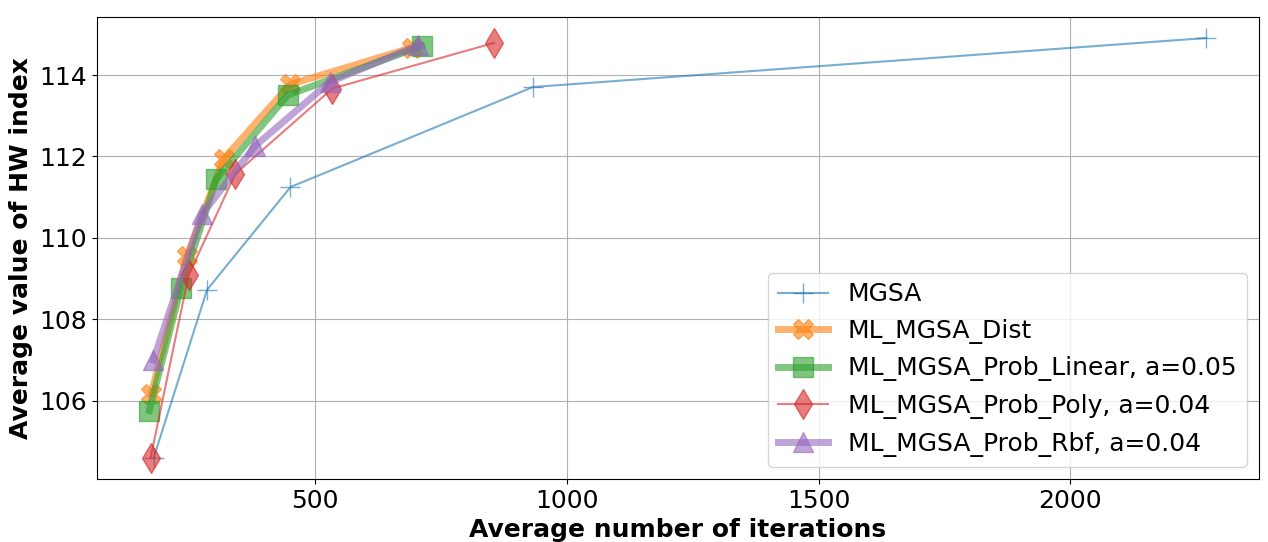 Average value of HW index
114
112
110
108
106
500
1000
1500
2000
Average number of iterations
MGSA
ML_MGSA_Dist
ML_MGSA_Prob_Linear, a=0.05
ML_MGSA_Prob_Poly, a=0.04
ML_MGSA_Prob_Rbf, a=0.04